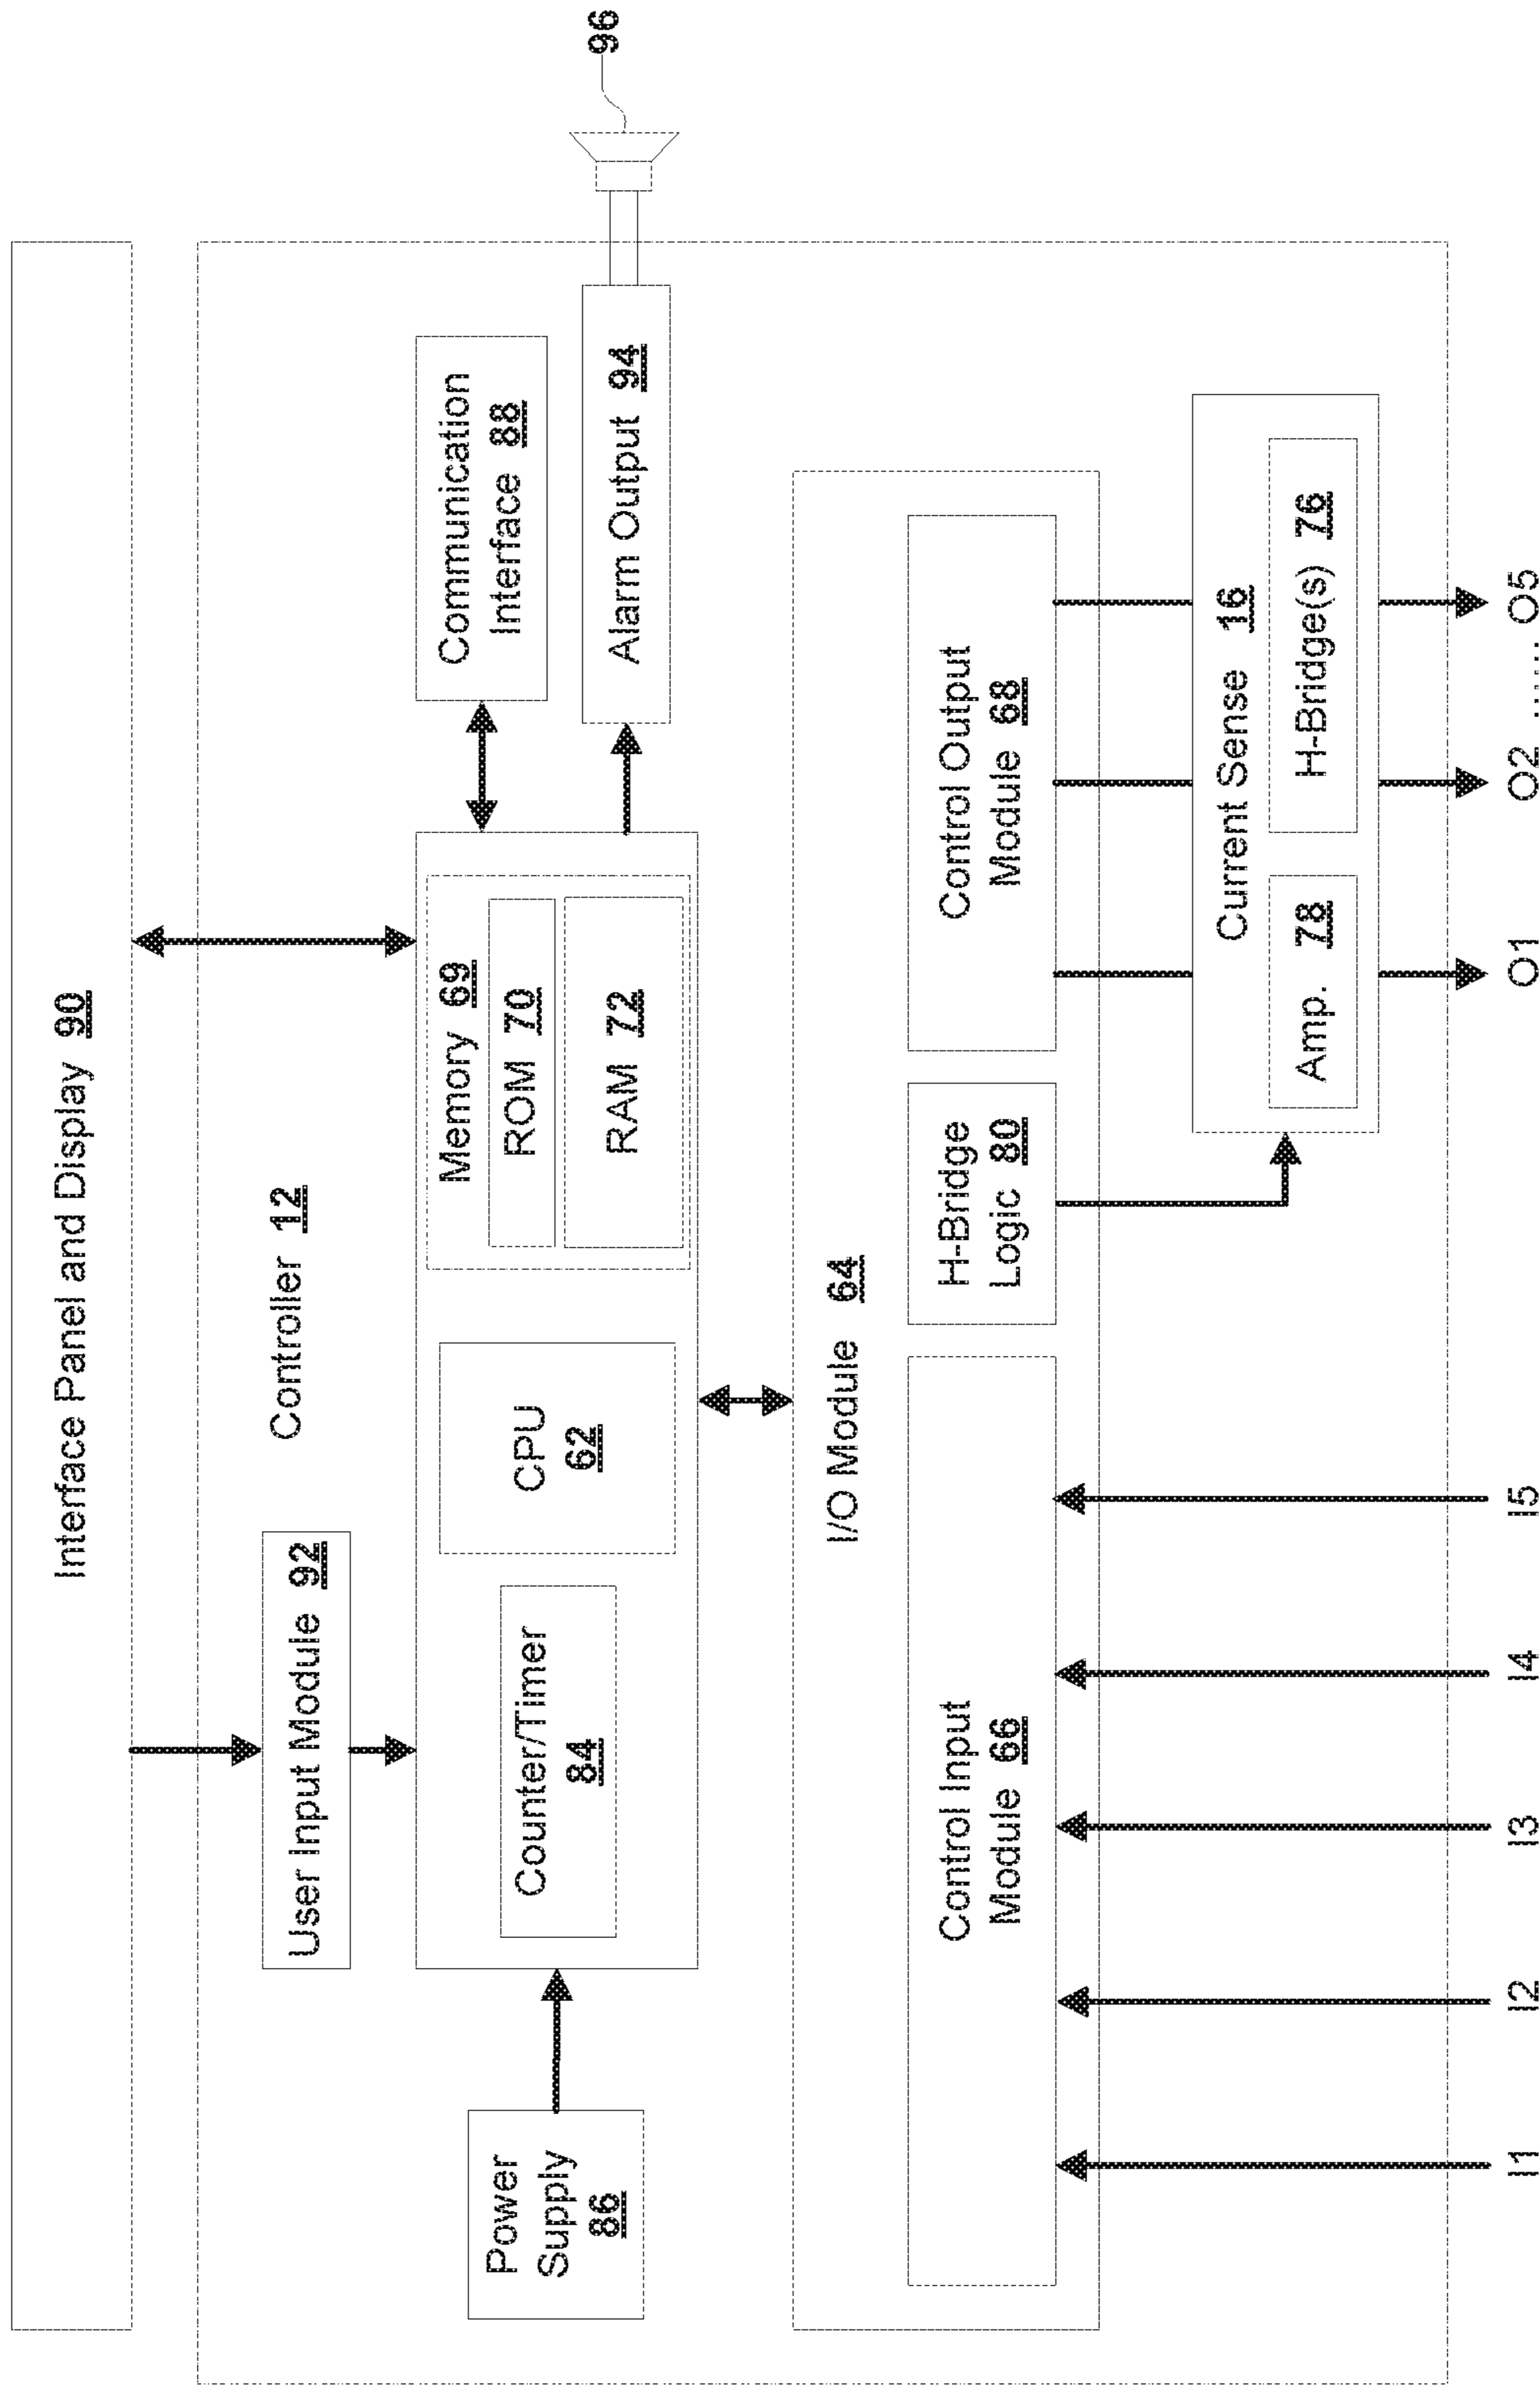 Interface Panel and Display 90
Controller 12
User Input Module 92
Power
Supply
86
Counter/Timer
84
CPU
62
Memory 69
ROM 70
RAM 72
Communication
Interface 88
Alarm Output 94
96
I/O Module 64
Control Input
Module 66
H-Bridge
Logic 80
Control Output
Module 68
Current Sense 16
Amp. 78
H-Bridge(s) 76
I1 I2 I3 I4 I5 O1 O2 ...... O5